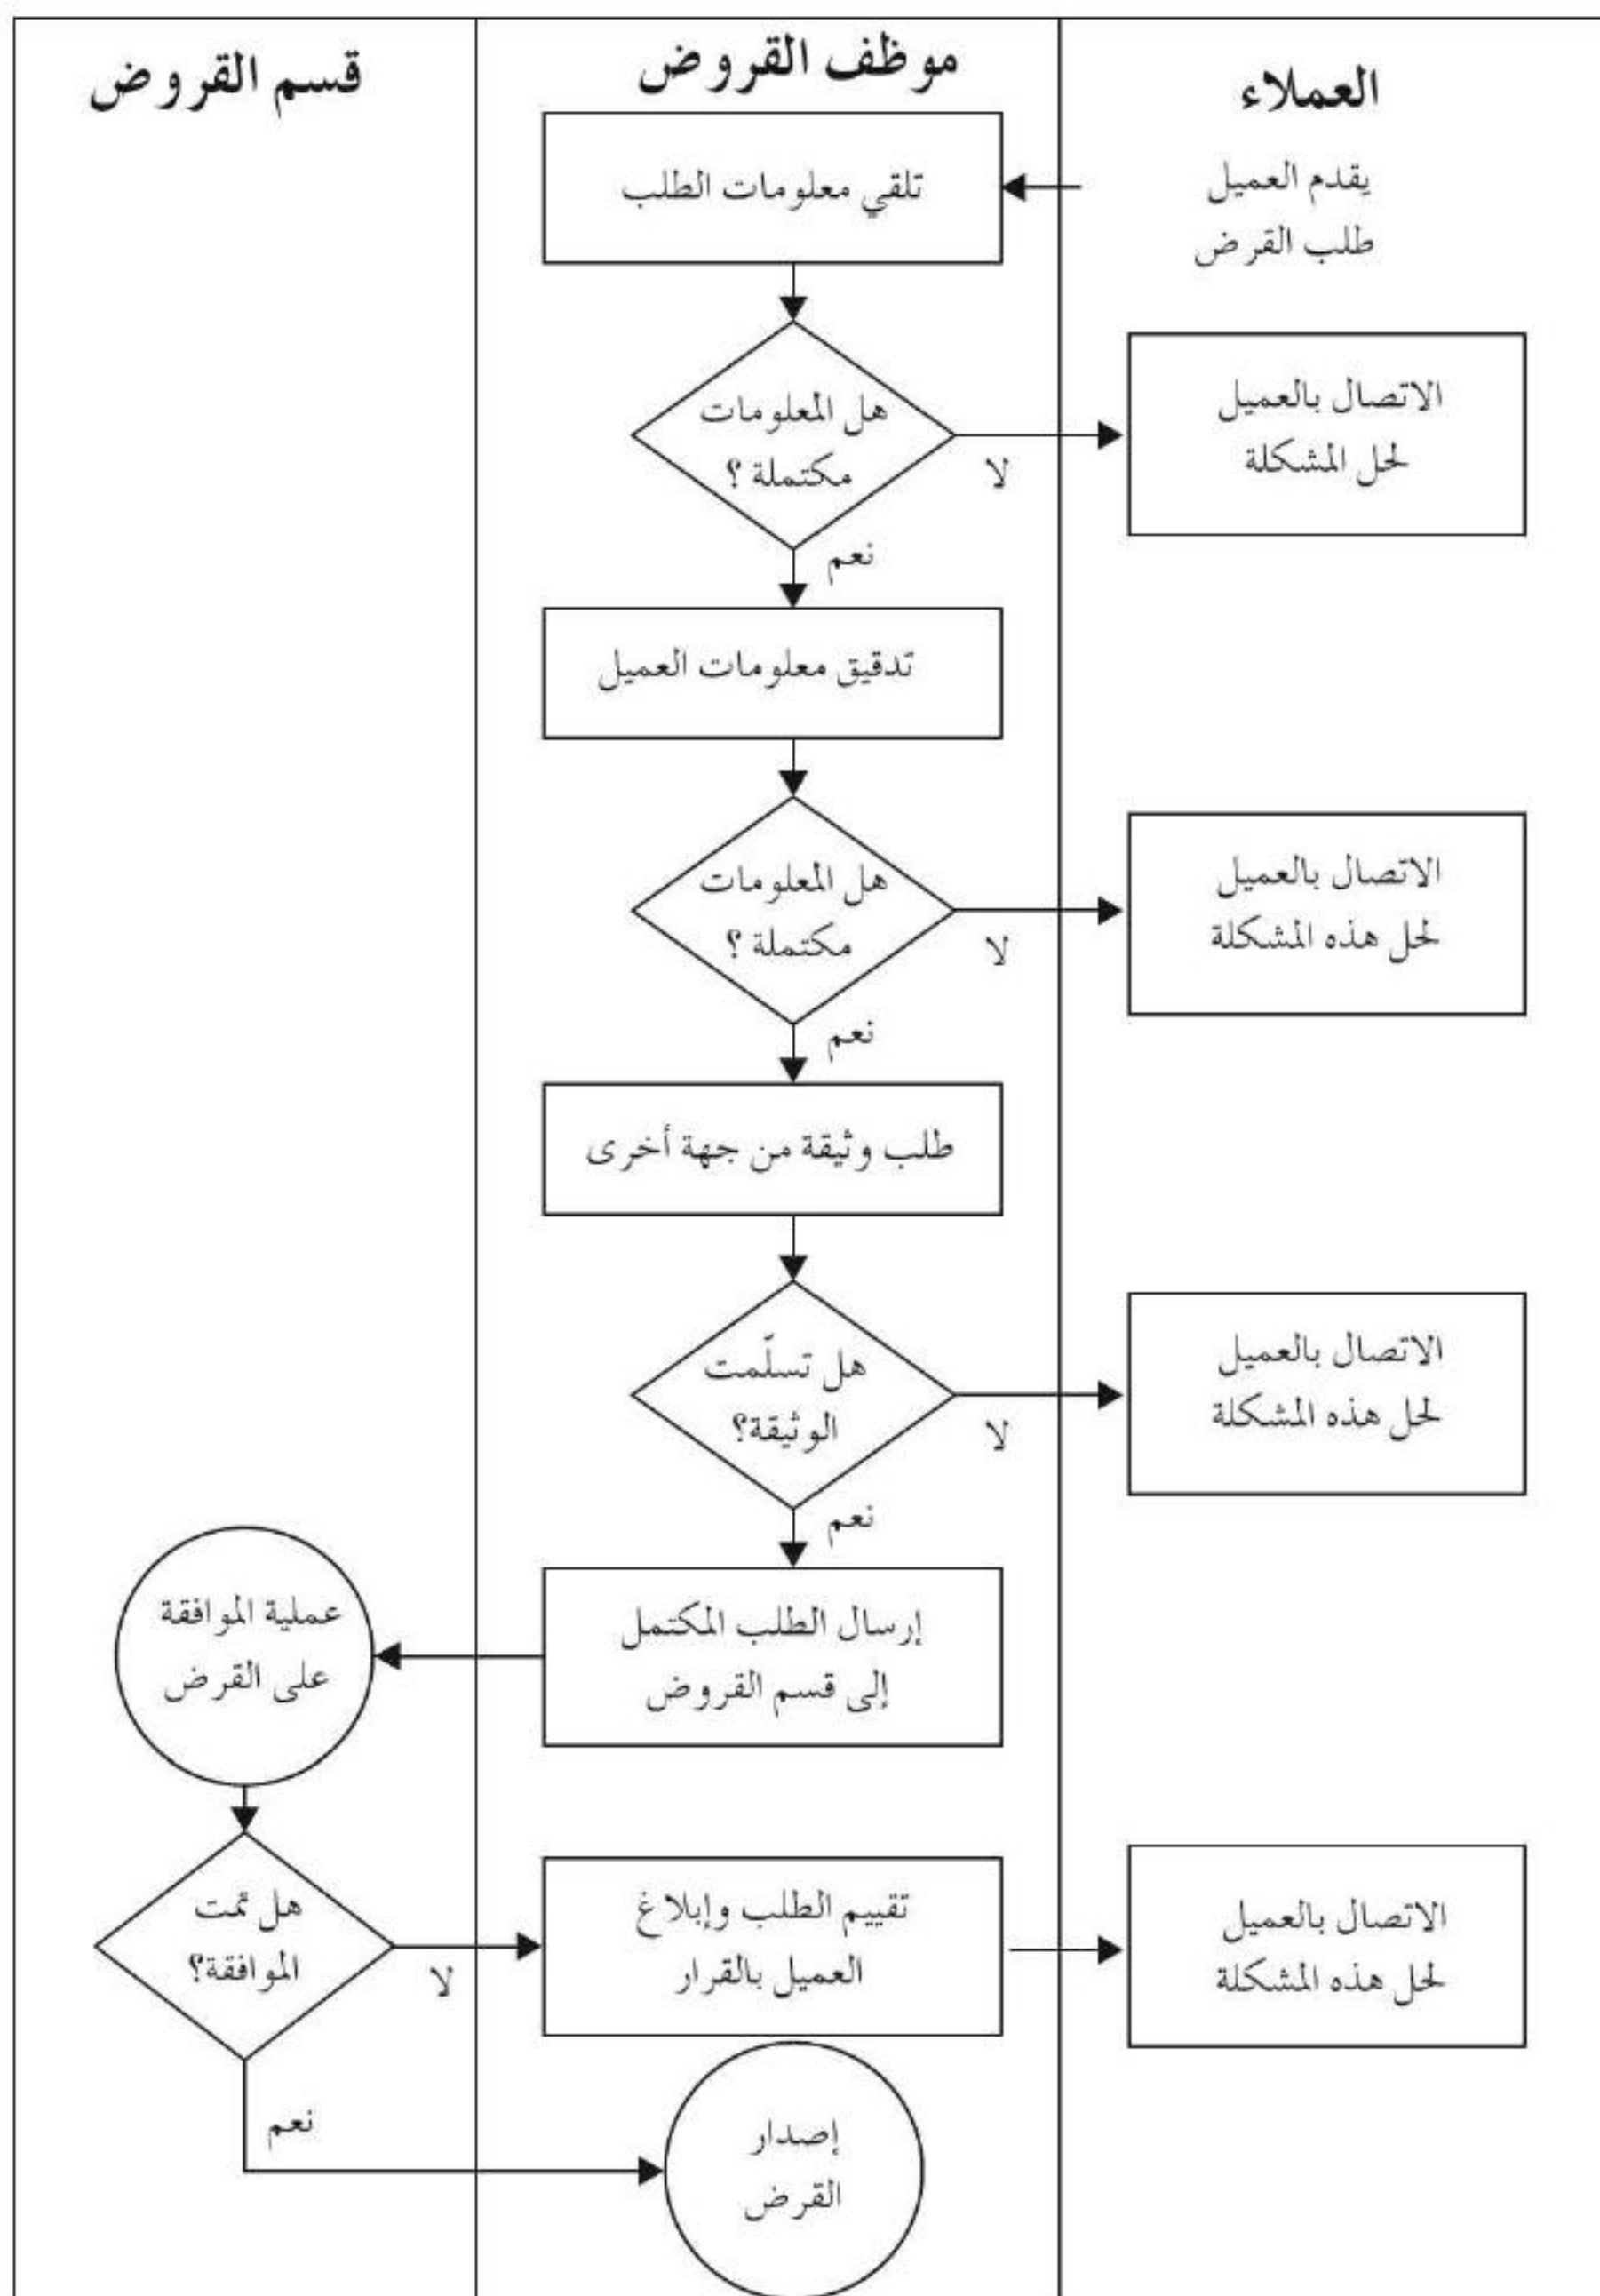 العملاء
موظف القروض
قسم القروض
يقدم العميل
طلب القرض
تلقي معلومات الطلب
هل المعلومات
مكتملة ؟
لا
الاتصال بالعميل
لحل المشكلة
نعم
تدقيق معلومات العميل
هل المعلومات
مكتملة ؟
لا
الاتصال بالعميل
لحل هذه المشكلة
نعم
طلب وثيقة من جهة أخرى
هل تسلّمت
الوثيقة؟
لا
الاتصال بالعميل
لحل هذه المشكلة
نعم
إرسال الطلب المكتمل
إلى قسم القروض
عملية الموافقة
على القرض
هل تمت
الموافقة؟
لا
تقييم الطلب وإبلاغ
العميل بالقرار
الاتصال بالعميل
لحل هذه المشكلة
نعم
إصدار
القرض